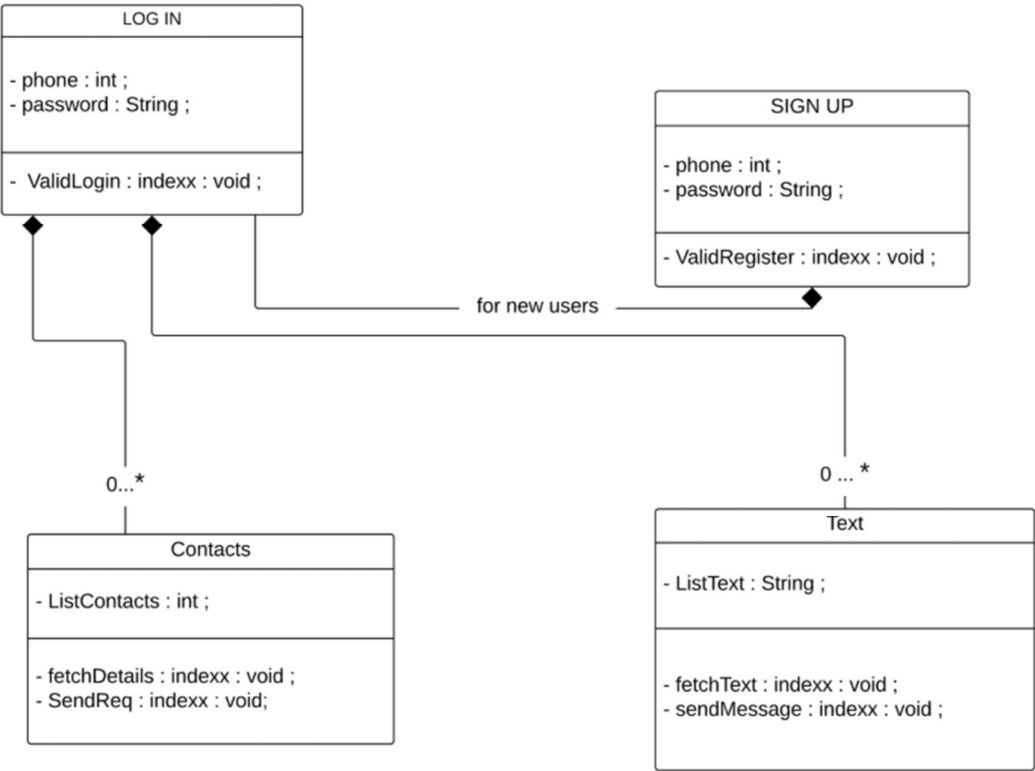 LOG IN
- phone : int ;
- password : String ;
- ValidLogin : indexx : void ;
SIGN UP
- phone : int ;
- password : String ;
- ValidRegister : indexx : void ;
for new users
0...*
0 ... *
Contacts
- ListContacts : int ;
- fetchDetails : indexx : void ;
- SendReq : indexx : void;
Text
- ListText : String ;
- fetchText : indexx : void ;
- sendMessage : indexx : void ;